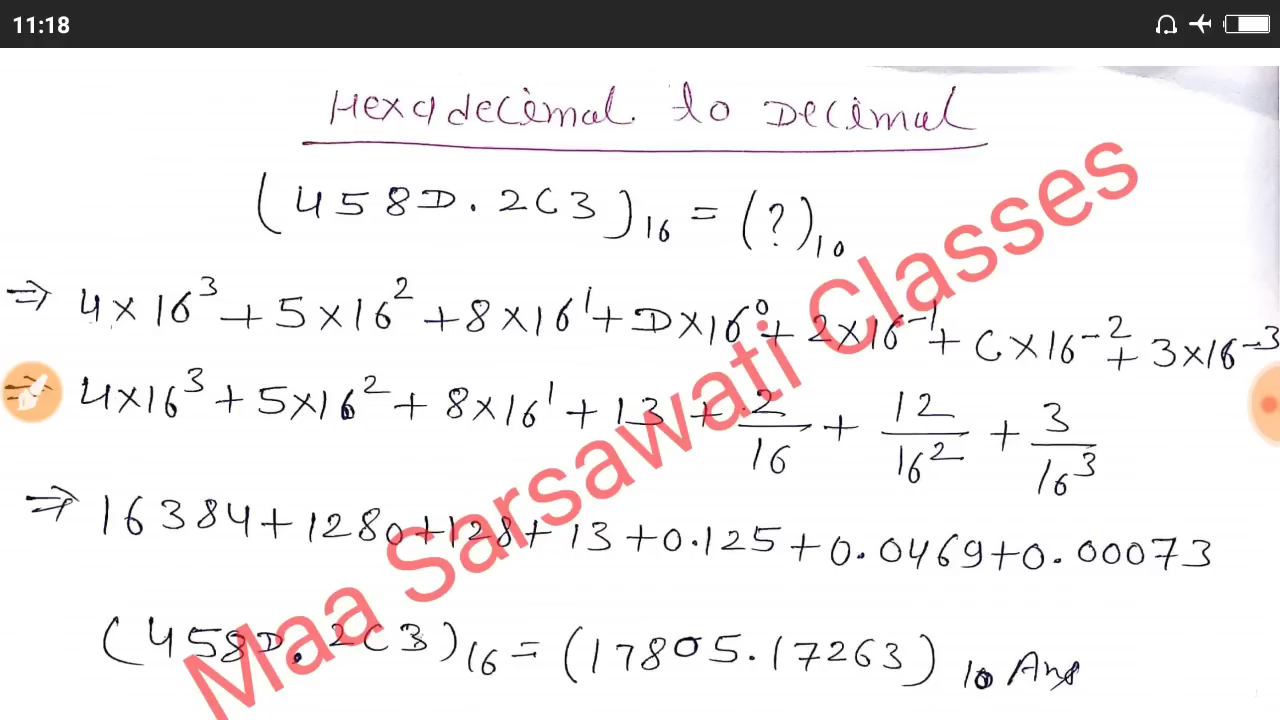 11:18
Hexadecimal to Decimal
(458D.2C3)₁₆ = (?)₁₀
⇒ 4×16³ + 5×16² + 8×16¹ + D×16⁰ + 2×16⁻¹ + C×16⁻² + 3×16⁻³
⇒ 4×16³ + 5×16² + 8×16¹ + 13 + 2/16 + 12/16² + 3/16³
⇒ 16384+1280+128+13+0.125+0.0469+0.00073
(458D.2C3)₁₆ = (17805.17263)₁₀ Ans
Maa Sarsawati Classes